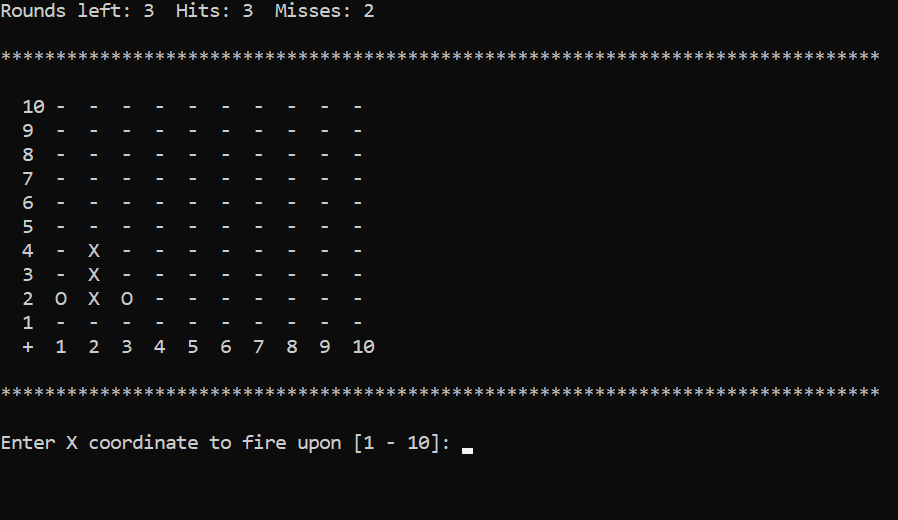 Rounds left: 3  Hits: 3  Misses: 2
********************************************************************************
10 -  -  -  -  -  -  -  -  -  -
9  -  -  -  -  -  -  -  -  -  -
8  -  -  -  -  -  -  -  -  -  -
7  -  -  -  -  -  -  -  -  -  -
6  -  -  -  -  -  -  -  -  -  -
5  -  -  -  -  -  -  -  -  -  -
4  -  X  -  -  -  -  -  -  -  -
3  -  X  -  -  -  -  -  -  -  -
2  O  X  O  -  -  -  -  -  -  -
1  -  -  -  -  -  -  -  -  -  -
+  1  2  3  4  5  6  7  8  9  10
********************************************************************************
Enter X coordinate to fire upon [1 - 10]: